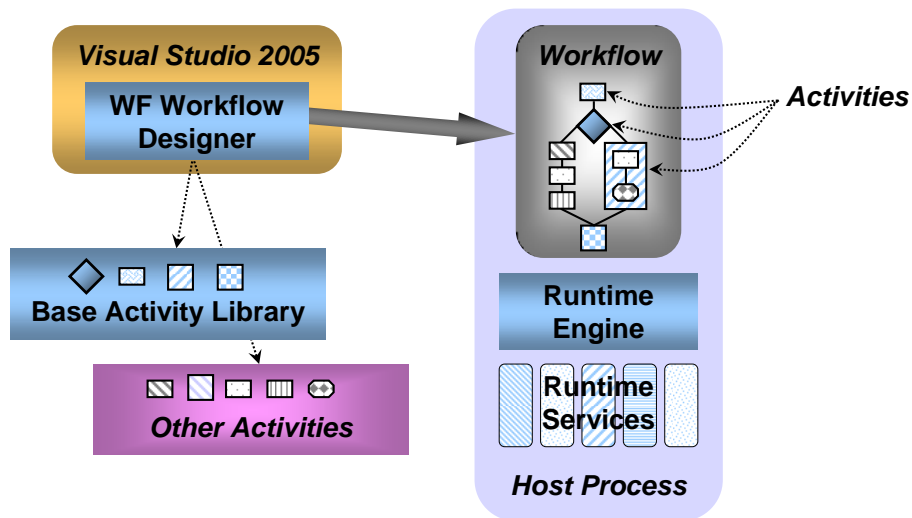 Visual Studio 2005
WF Workflow
Designer
Base Activity Library
Other Activities
Workflow
Activities
Runtime
Engine
Runtime
Services
Host Process